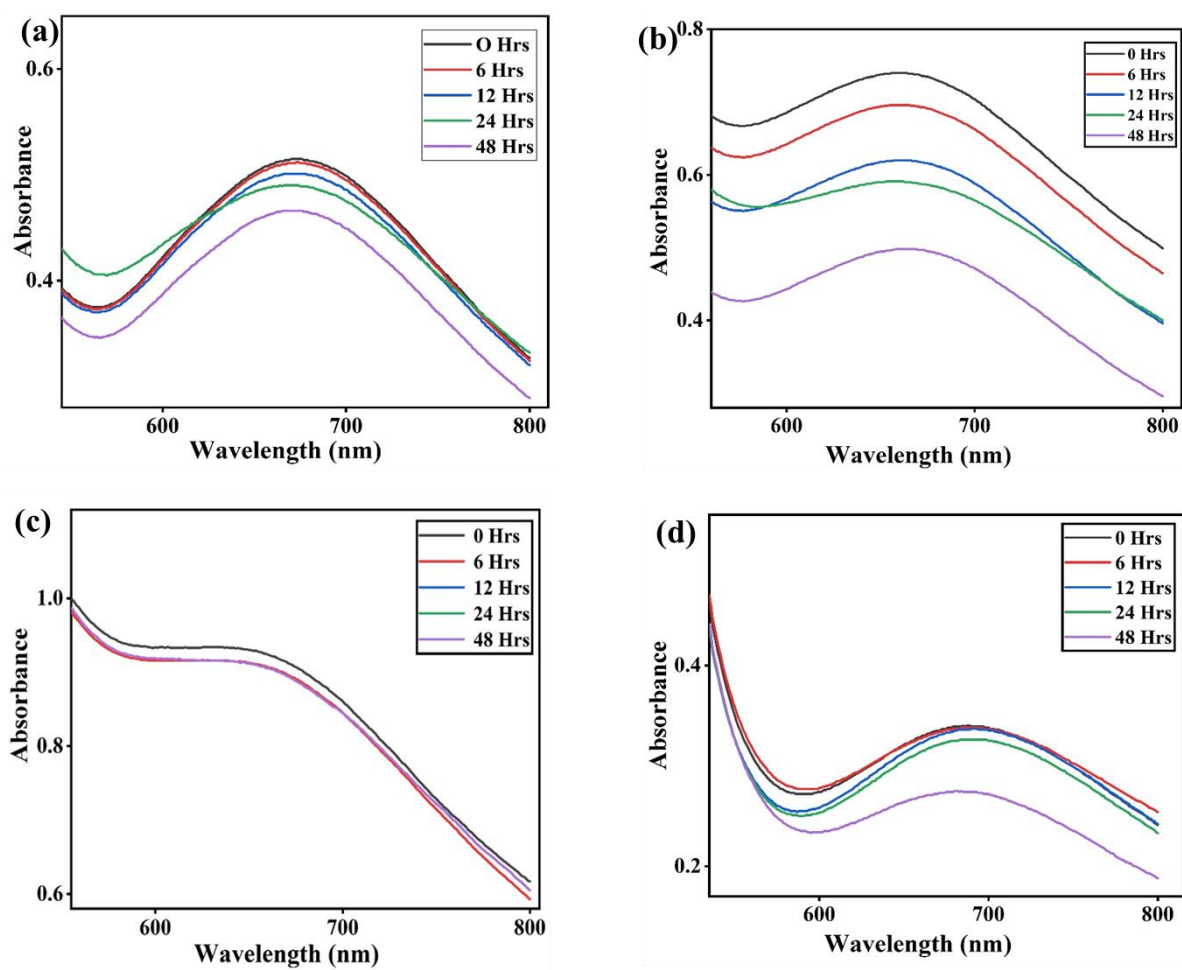 (a)
O Hrs
6 Hrs
12 Hrs
24 Hrs
48 Hrs
0.6
0.4
Absorbance
600
700
800
Wavelength (nm)
(b)
0 Hrs
6 Hrs
12 Hrs
24 Hrs
48 Hrs
0.8
0.6
0.4
Absorbance
600
700
800
Wavelength (nm)
(c)
0 Hrs
6 Hrs
12 Hrs
24 Hrs
48 Hrs
1.0
0.8
0.6
Absorbance
600
700
800
Wavelength (nm)
(d)
0 Hrs
6 Hrs
12 Hrs
24 Hrs
48 Hrs
0.4
0.2
Absorbance
600
700
800
Wavelength (nm)